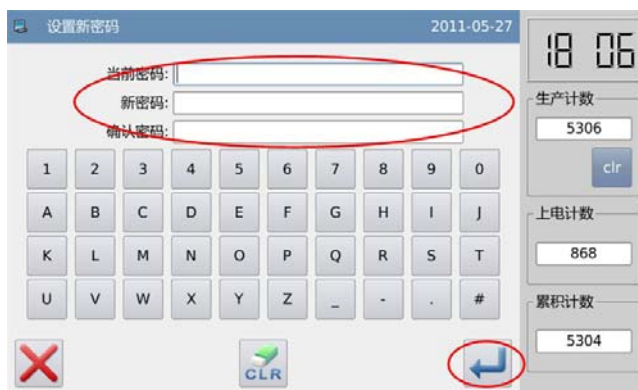 设置新密码 2011-05-27
18 06
当前密码:
新密码:
确认密码:
生产计数
5306
clr
1 2 3 4 5 6 7 8 9 0
A B C D E F G H I J
K L M N O P Q R S T
U V W X Y Z _ - . #
上电计数
868
累积计数
5304
CLR